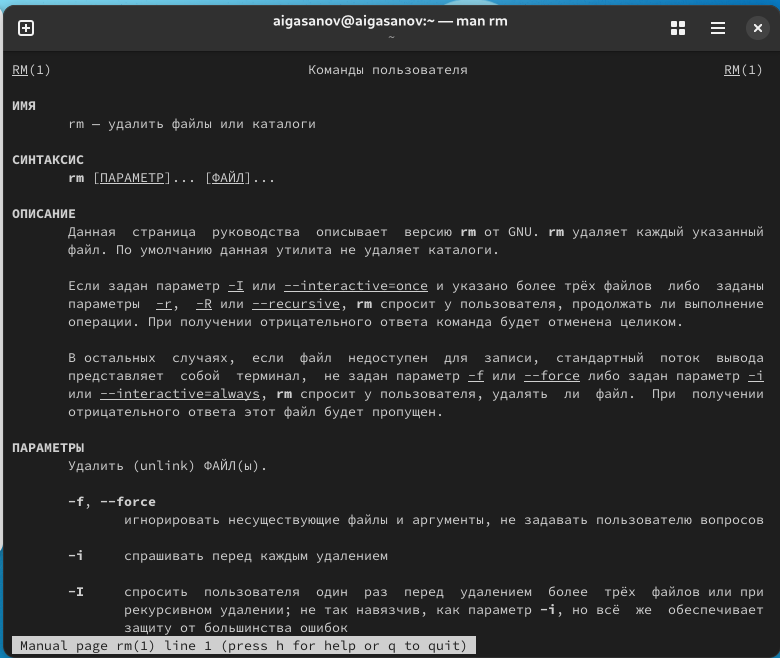 aigasanov@aigasanov:~ — man rm
~
RM(1) Команды пользователя RM(1)
ИМЯ
rm — удалить файлы или каталоги
СИНТАКСИС
rm [ПАРАМЕТР]... [ФАЙЛ]...
ОПИСАНИЕ
Данная страница руководства описывает версию rm от GNU. rm удаляет каждый указанный
файл. По умолчанию данная утилита не удаляет каталоги.
Если задан параметр -I или --interactive=once и указано более трёх файлов либо заданы
параметры -r, -R или --recursive, rm спросит у пользователя, продолжать ли выполнение
операции. При получении отрицательного ответа команда будет отменена целиком.
В остальных случаях, если файл недоступен для записи, стандартный поток вывода
представляет собой терминал, не задан параметр -f или --force либо задан параметр -i
или --interactive=always, rm спросит у пользователя, удалять ли файл. При получении
отрицательного ответа этот файл будет пропущен.
ПАРАМЕТРЫ
Удалить (unlink) ФАЙЛ(ы).
-f, --force
игнорировать несуществующие файлы и аргументы, не задавать пользователю вопросов
-i спрашивать перед каждым удалением
-I спросить пользователя один раз перед удалением более трёх файлов или при
рекурсивном удалении; не так навязчив, как параметр -i, но всё же обеспечивает
защиту от большинства ошибок
Manual page rm(1) line 1 (press h for help or q to quit)